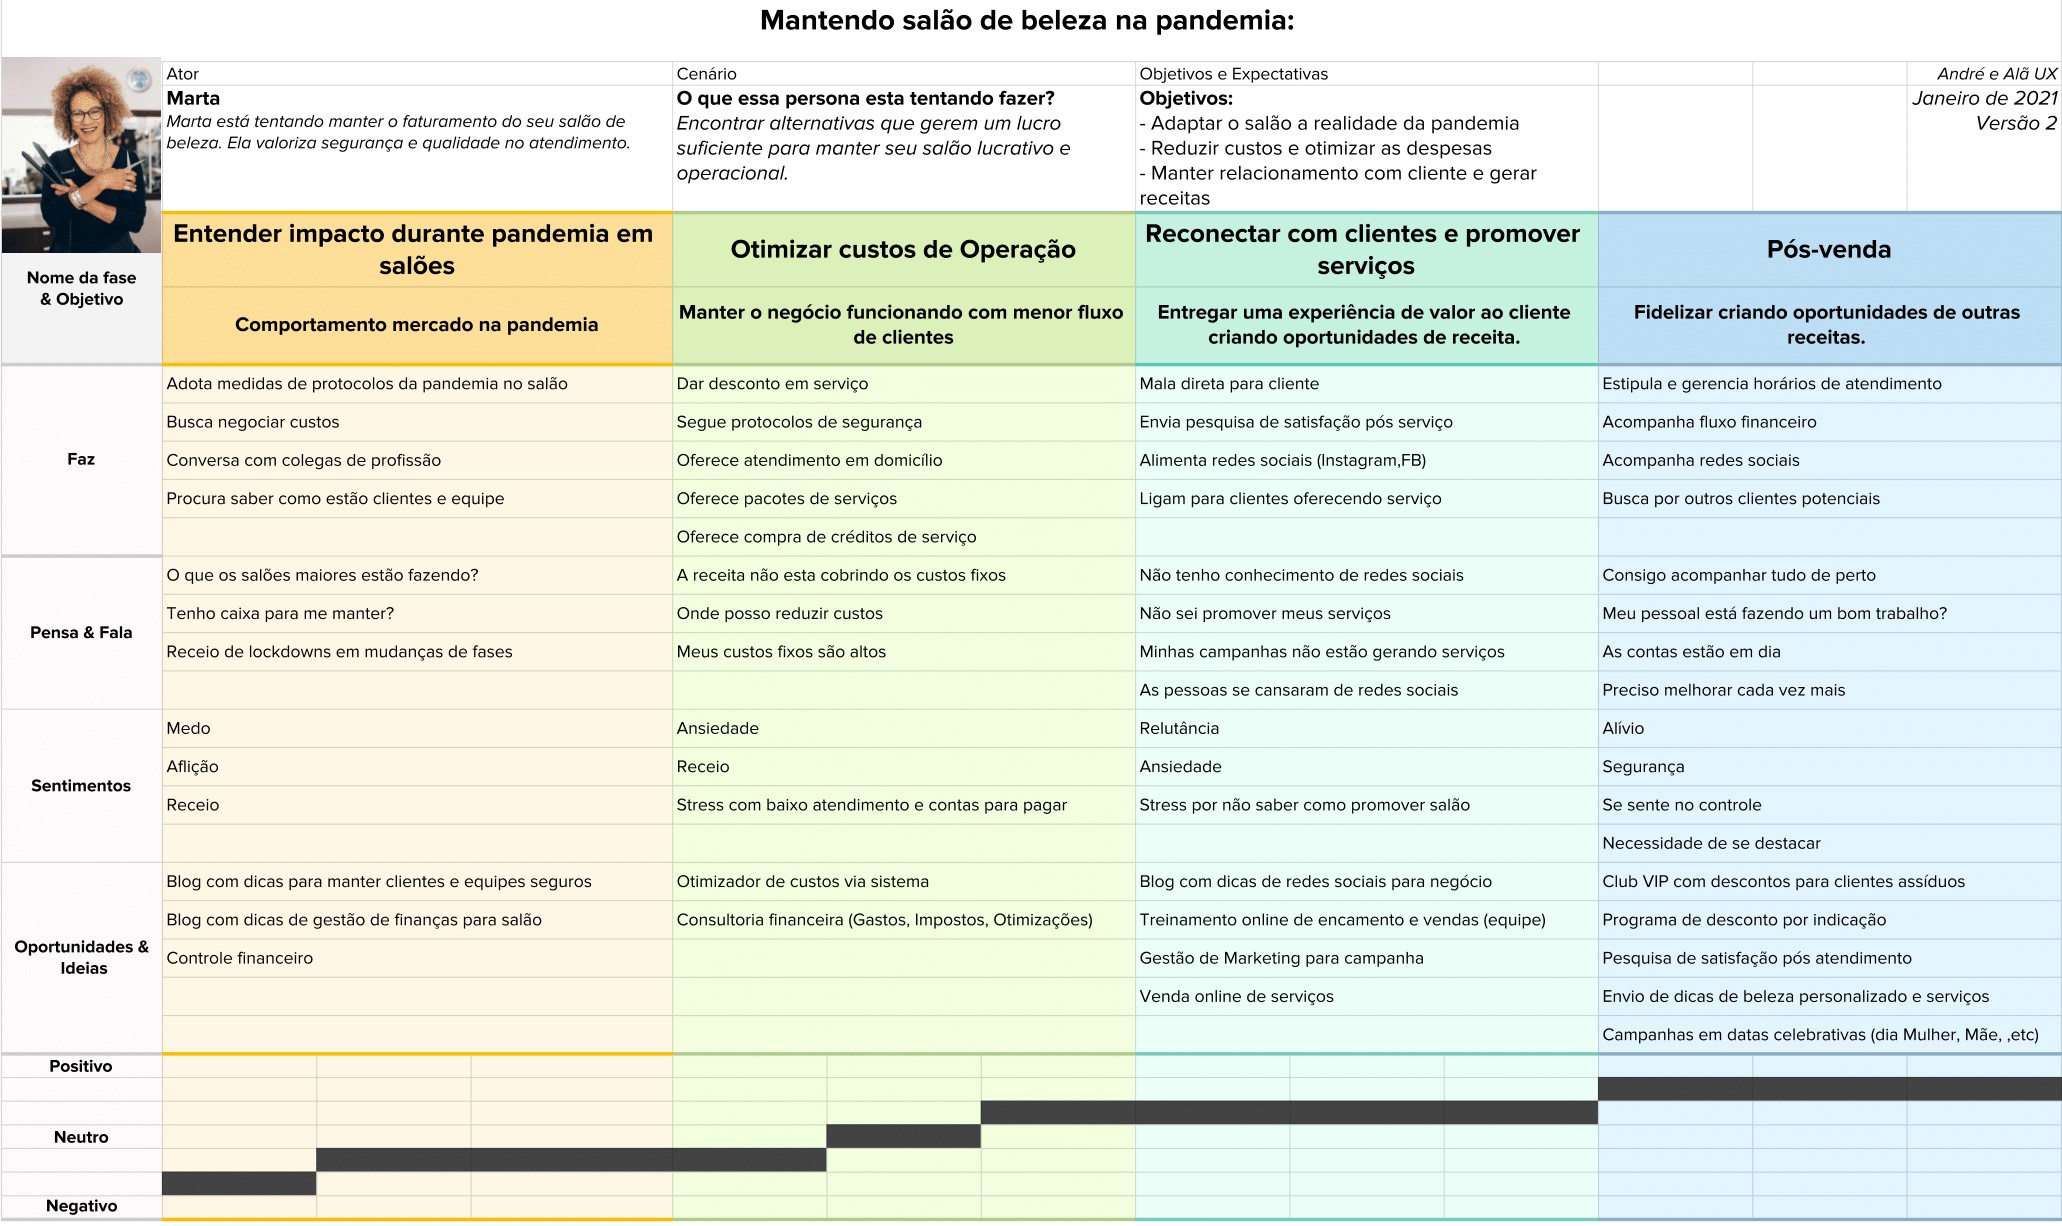 Mantendo salão de beleza na pandemia:
Ator
Cenário
Objetivos e Expectativas
André e Alã UX
Marta
Marta está tentando manter o faturamento do seu salão de
beleza. Ela valoriza segurança e qualidade no atendimento.
O que essa persona esta tentando fazer?
Encontrar alternativas que gerem um lucro
suficiente para manter seu salão lucrativo e
operacional.
Objetivos:
- Adaptar o salão a realidade da pandemia
- Reduzir custos e otimizar as despesas
- Manter relacionamento com cliente e gerar
receitas
Janeiro de 2021
Versão 2
Nome da fase
& Objetivo
Entender impacto durante pandemia em
salões
Otimizar custos de Operação
Reconectar com clientes e promover
serviços
Pós-venda
Comportamento mercado na pandemia
Manter o negócio funcionando com menor fluxo
de clientes
Entregar uma experiência de valor ao cliente
criando oportunidades de receita.
Fidelizar criando oportunidades de outras
receitas.
Faz
Adota medidas de protocolos da pandemia no salão
Dar desconto em serviço
Mala direta para cliente
Estipula e gerencia horários de atendimento
Busca negociar custos
Segue protocolos de segurança
Envia pesquisa de satisfação pós serviço
Acompanha fluxo financeiro
Conversa com colegas de profissão
Oferece atendimento em domicílio
Alimenta redes sociais (Instagram,FB)
Acompanha redes sociais
Procura saber como estão clientes e equipe
Oferece pacotes de serviços
Ligam para clientes oferecendo serviço
Busca por outros clientes potenciais
Oferece compra de créditos de serviço
Pensa & Fala
O que os salões maiores estão fazendo?
A receita não esta cobrindo os custos fixos
Não tenho conhecimento de redes sociais
Consigo acompanhar tudo de perto
Tenho caixa para me manter?
Onde posso reduzir custos
Não sei promover meus serviços
Meu pessoal está fazendo um bom trabalho?
Receio de lockdowns em mudanças de fases
Meus custos fixos são altos
Minhas campanhas não estão gerando serviços
As contas estão em dia
As pessoas se cansaram de redes sociais
Preciso melhorar cada vez mais
Sentimentos
Medo
Ansiedade
Relutância
Alívio
Aflição
Receio
Ansiedade
Segurança
Receio
Stress com baixo atendimento e contas para pagar
Stress por não saber como promover salão
Se sente no controle
Necessidade de se destacar
Oportunidades &
Ideias
Blog com dicas para manter clientes e equipes seguros
Otimizador de custos via sistema
Blog com dicas de redes sociais para negócio
Club VIP com descontos para clientes assíduos
Blog com dicas de gestão de finanças para salão
Consultoria financeira (Gastos, Impostos, Otimizações)
Treinamento online de encamento e vendas (equipe)
Programa de desconto por indicação
Controle financeiro
Gestão de Marketing para campanha
Pesquisa de satisfação pós atendimento
Venda online de serviços
Envio de dicas de beleza personalizado e serviços
Campanhas em datas celebrativas (dia Mulher, Mãe, ,etc)
Positivo
Neutro
Negativo